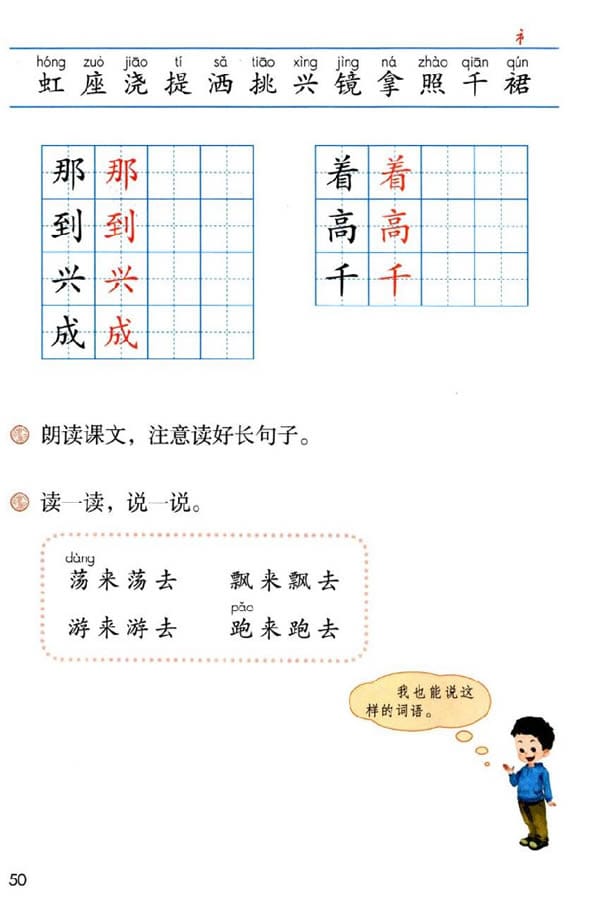 衤
hóng zuò jiāo tí sǎ tiāo xìng jìng ná zhào qiān qún
虹 座 浇 提 洒 挑 兴 镜 拿 照 千 裙
那 那 着 着
到 到 高 高
兴 兴 千 千
成 成
朗读课文，注意读好长句子。
读一读，说一说。
dàng
荡来荡去 飘来飘去
pǎo
游来游去 跑来跑去
我也能说这
样的词语。
50